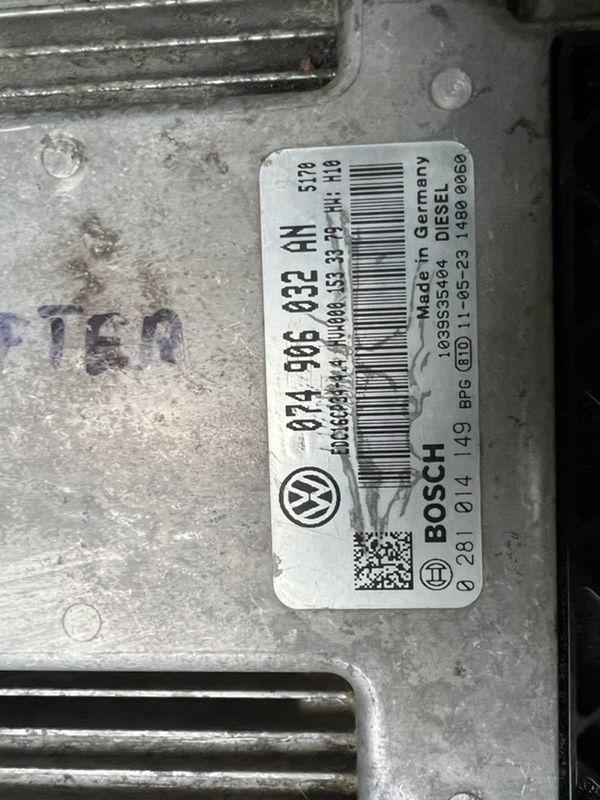 FTER
074 906 032 AN 5170
EDC16CP34-4.4 153 33 79 HW: H10
Made in Germany
BOSCH 1039S35404 DIESEL
0 281 014 149 BPG 81D 11-05-23 1480 0060